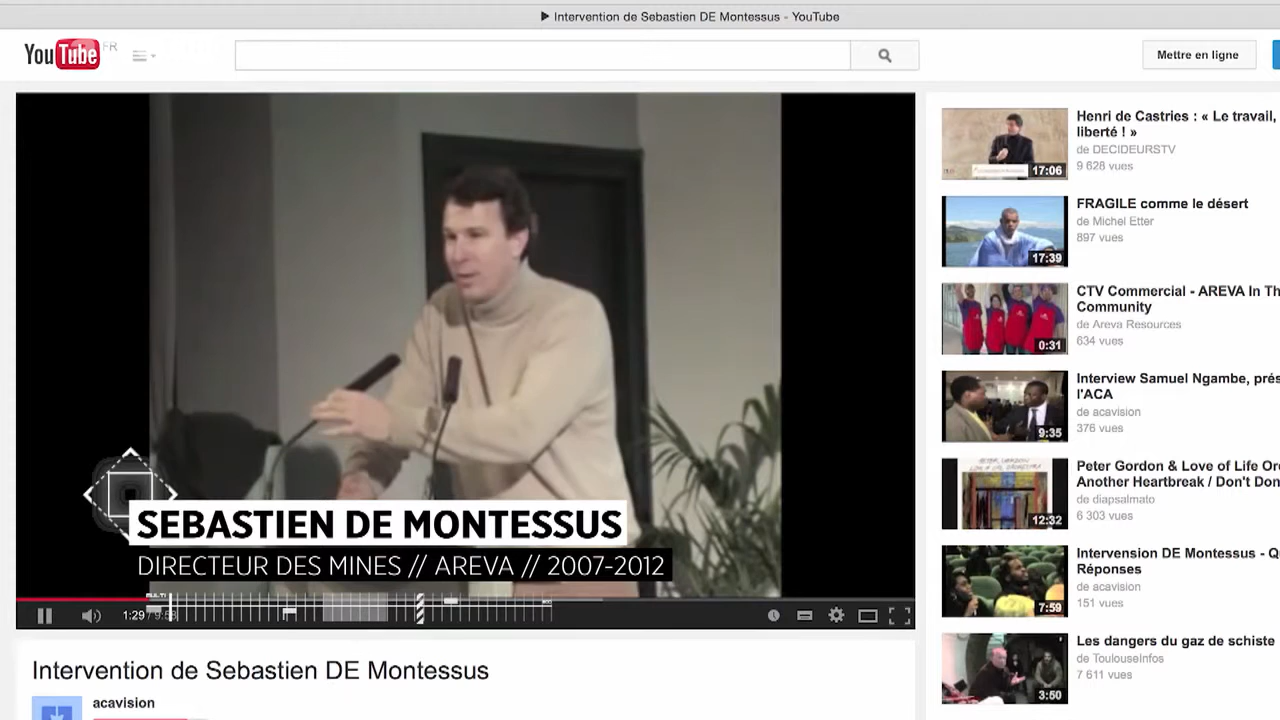 ▶ Intervention de Sebastien DE Montessus - YouTube
YouTube FR
Mettre en ligne
SEBASTIEN DE MONTESSUS
DIRECTEUR DES MINES // AREVA // 2007-2012
MULTI
1:29 / 9:58
Intervention de Sebastien DE Montessus
acavision
Henri de Castries : « Le travail,
liberté ! »
de DECIDEURSTV
9 628 vues
17:06
FRAGILE comme le désert
de Michel Etter
897 vues
17:39
CTV Commercial - AREVA In Th
Community
de Areva Resources
634 vues
0:31
Interview Samuel Ngambe, prés
l'ACA
de acavision
376 vues
9:35
Peter Gordon & Love of Life Or
Another Heartbreak / Don't Don
de diapsalmato
6 303 vues
12:32
Intervension DE Montessus - Q
Réponses
de acavision
151 vues
7:59
Les dangers du gaz de schiste
de ToulouseInfos
7 611 vues
3:50